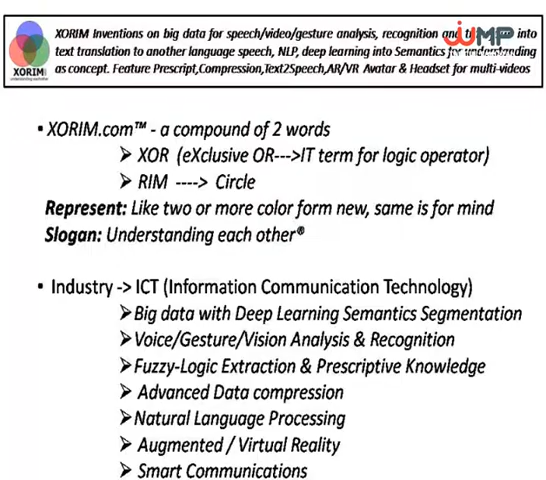 XORIM Inventions on big data for speech/video/gesture analysis, recognition and into
text translation to another language speech, NLP, deep learning into Semantics for understanding
as concept. Feature Prescript,Compression,Text2Speech,AR/VR Avatar & Headset for multi-videos
JUMP
XORIM
understanding eachother
• XORIM.com™ - a compound of 2 words
➢ XOR (eXclusive OR--->IT term for logic operator)
➢ RIM ----> Circle
Represent: Like two or more color form new, same is for mind
Slogan: Understanding each other®
• Industry -> ICT (Information Communication Technology)
➢Big data with Deep Learning Semantics Segmentation
➢Voice/Gesture/Vision Analysis & Recognition
➢Fuzzy-Logic Extraction & Prescriptive Knowledge
➢ Advanced Data compression
➢Natural Language Processing
➢ Augmented / Virtual Reality
➢ Smart Communications